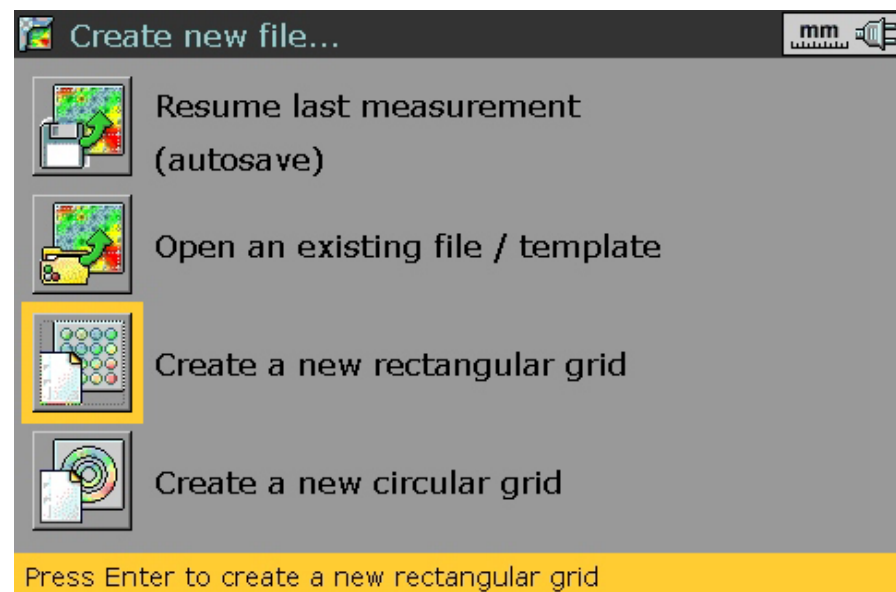 Create new file...
mm
Resume last measurement
(autosave)
Open an existing file / template
Create a new rectangular grid
Create a new circular grid
Press Enter to create a new rectangular grid